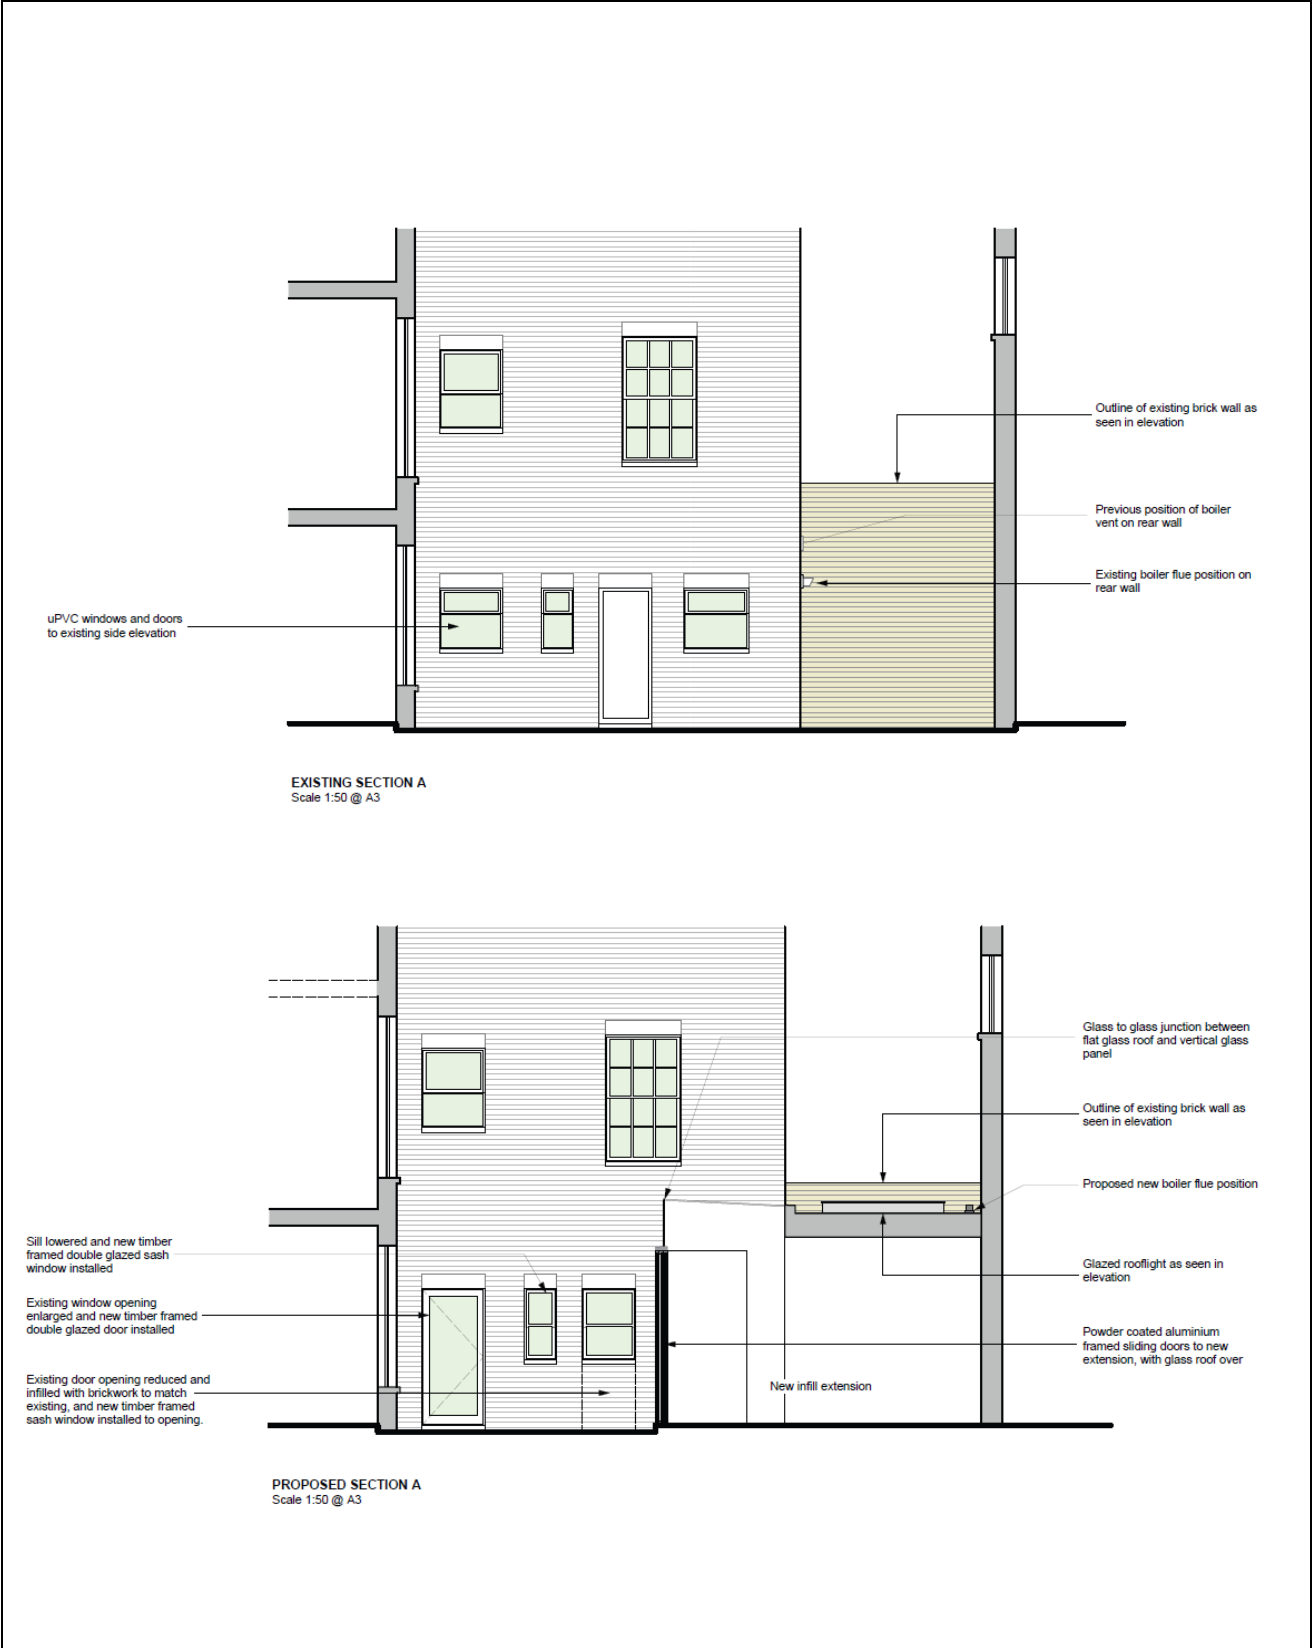 Outline of existing brick wall as
seen in elevation
Previous position of boiler
vent on rear wall
Existing boiler flue position on
rear wall
uPVC windows and doors
to existing side elevation
EXISTING SECTION A
Scale 1:50 @ A3
Glass to glass junction between
flat glass roof and vertical glass
panel
Outline of existing brick wall as
seen in elevation
Proposed new boiler flue position
Sill lowered and new timber
framed double glazed sash
window installed
Glazed rooflight as seen in
elevation
Existing window opening
enlarged and new timber framed
double glazed door installed
Powder coated aluminium
framed sliding doors to new
extension, with glass roof over
Existing door opening reduced and
infilled with brickwork to match
existing, and new timber framed
sash window installed to opening.
New infill extension
PROPOSED SECTION A
Scale 1:50 @ A3